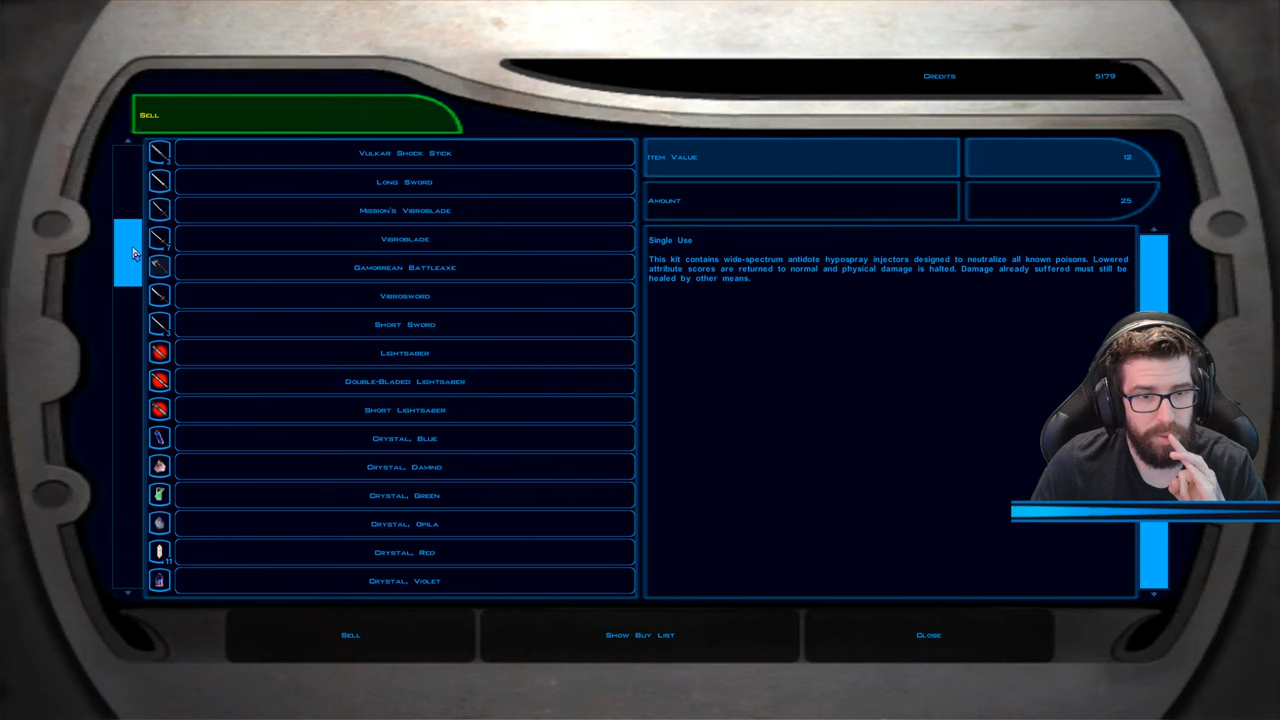 Credits 5179
Sell
3 Vulkar Shock Stick
Long Sword
Mission's Vibroblade
7 Vibroblade
Gamorrean Battleaxe
Vibrosword
3 Short Sword
Lightsaber
Double-Bladed Lightsaber
Short Lightsaber
Crystal, Blue
Crystal, Damind
Crystal, Green
Crystal, Opila
11 Crystal, Red
Crystal, Violet
Item Value 12
Amount 25
Single Use
This kit contains wide-spectrum antidote hypospray injectors designed to neutralize all known poisons. Lowered
attribute scores are returned to normal and physical damage is halted. Damage already suffered must still be
healed by other means.
Sell Show Buy List Close